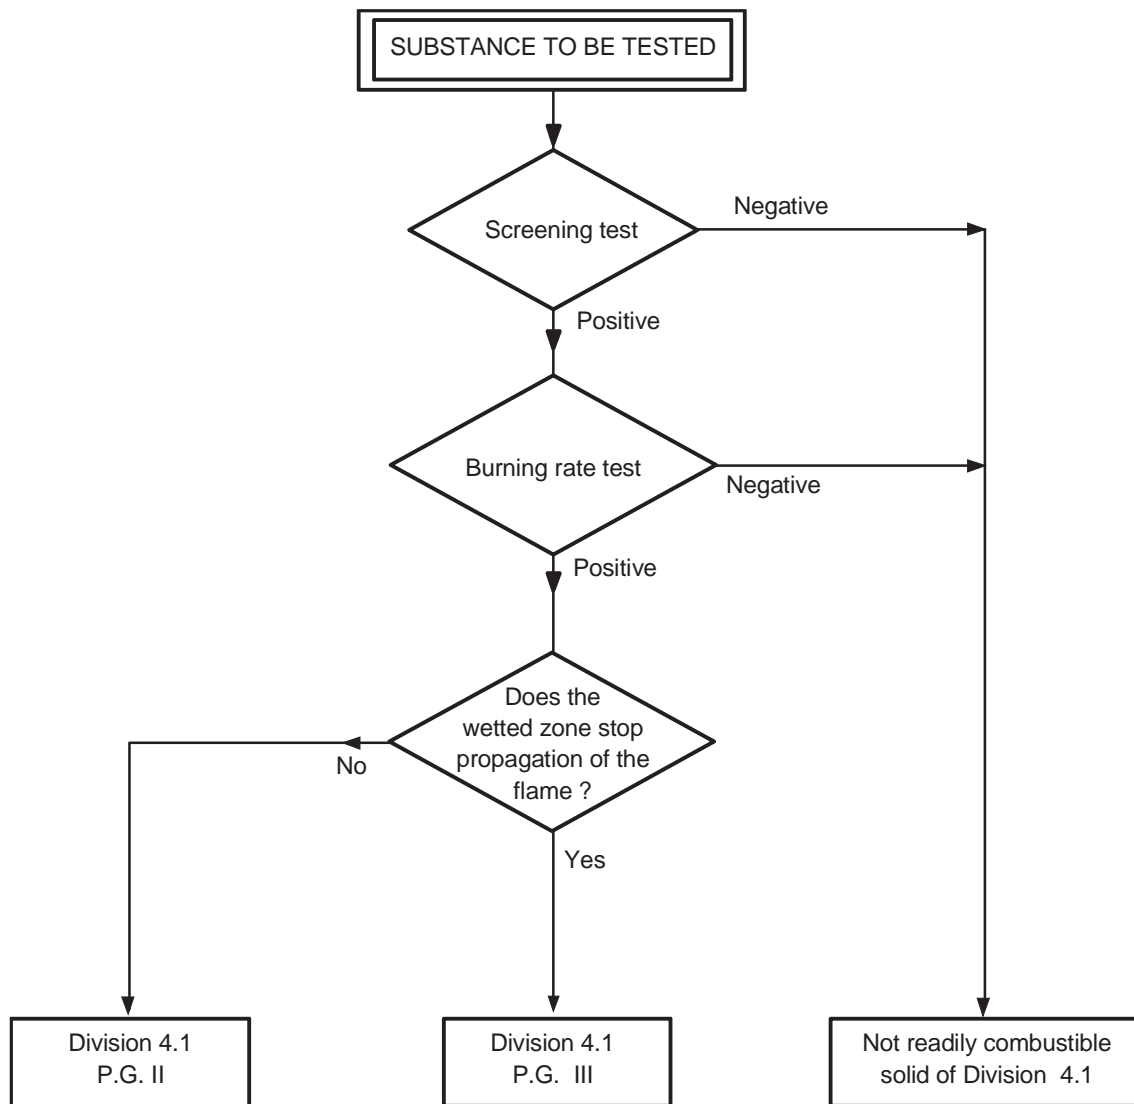 SUBSTANCE TO BE TESTED
Negative
Screening test
Positive
Burning rate test
Negative
Positive
Does the
wetted zone stop
propagation of the
flame ?
No
Yes
Division 4.1
P.G. II
Division 4.1
P.G. III
Not readily combustible
solid of Division 4.1